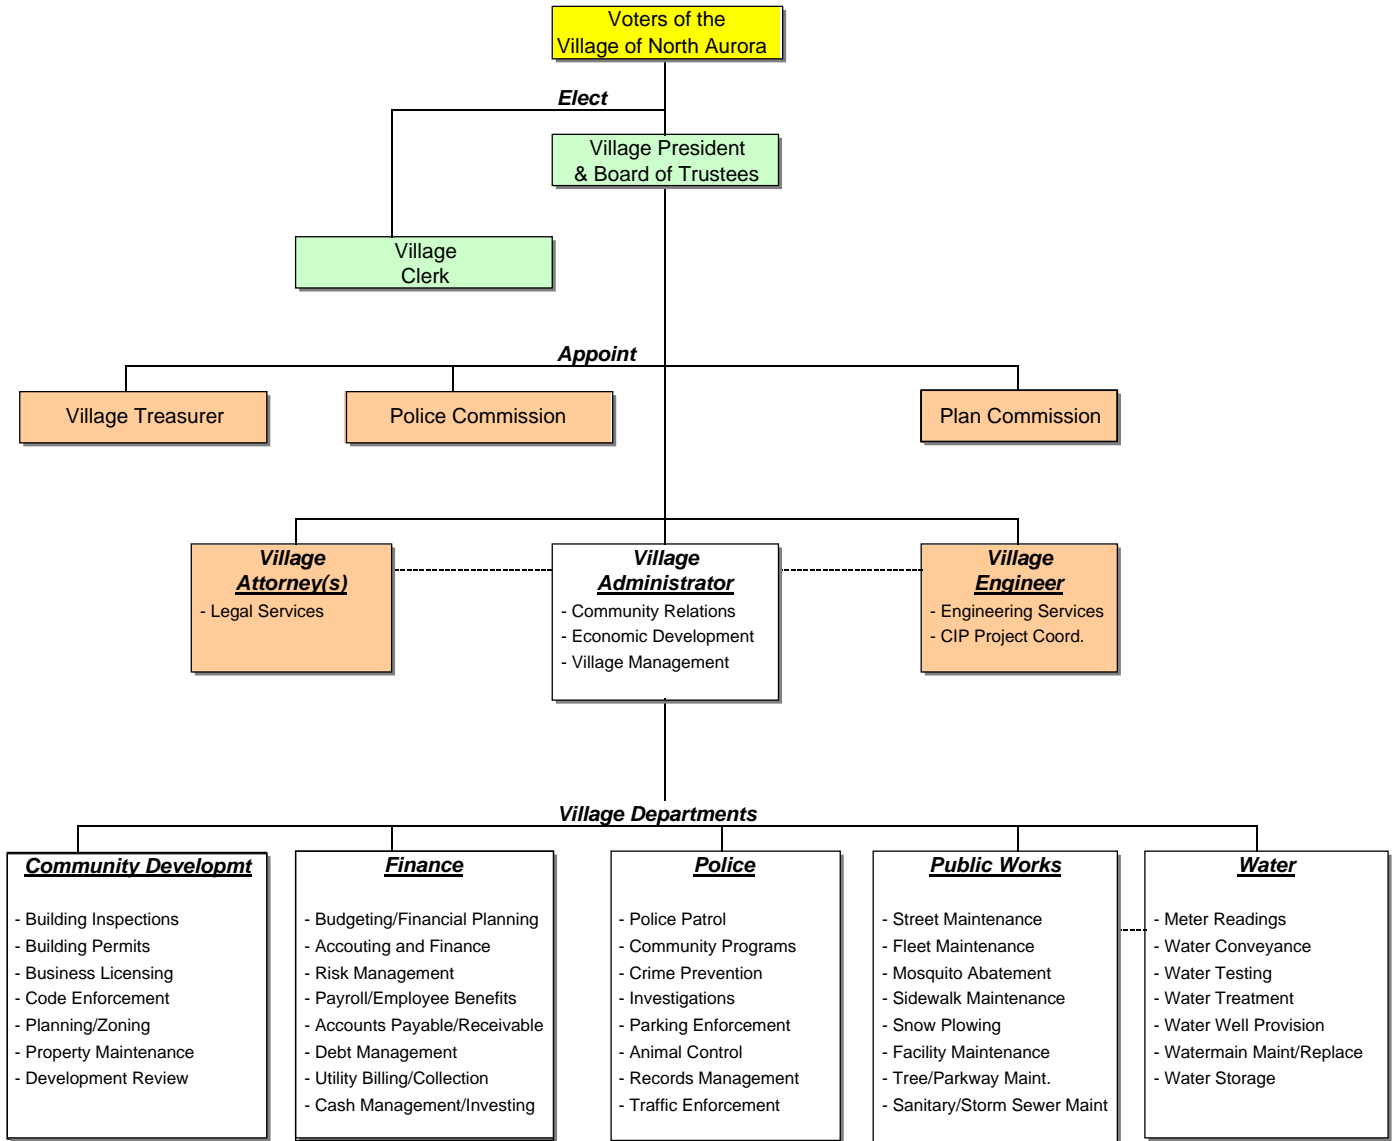 Voters of the
Village of North Aurora
Elect
Village President
& Board of Trustees
Village
Clerk
Appoint
Village Treasurer
Police Commission
Plan Commission
Village
Attorney(s)
- Legal Services
Village
Administrator
- Community Relations
- Economic Development
- Village Management
Village
Engineer
- Engineering Services
- CIP Project Coord.
Village Departments
Community Developmt
- Building Inspections
- Building Permits
- Business Licensing
- Code Enforcement
- Planning/Zoning
- Property Maintenance
- Development Review
Finance
- Budgeting/Financial Planning
- Accouting and Finance
- Risk Management
- Payroll/Employee Benefits
- Accounts Payable/Receivable
- Debt Management
- Utility Billing/Collection
- Cash Management/Investing
Police
- Police Patrol
- Community Programs
- Crime Prevention
- Investigations
- Parking Enforcement
- Animal Control
- Records Management
- Traffic Enforcement
Public Works
- Street Maintenance
- Fleet Maintenance
- Mosquito Abatement
- Sidewalk Maintenance
- Snow Plowing
- Facility Maintenance
- Tree/Parkway Maint.
- Sanitary/Storm Sewer Maint
Water
- Meter Readings
- Water Conveyance
- Water Testing
- Water Treatment
- Water Well Provision
- Watermain Maint/Replace
- Water Storage